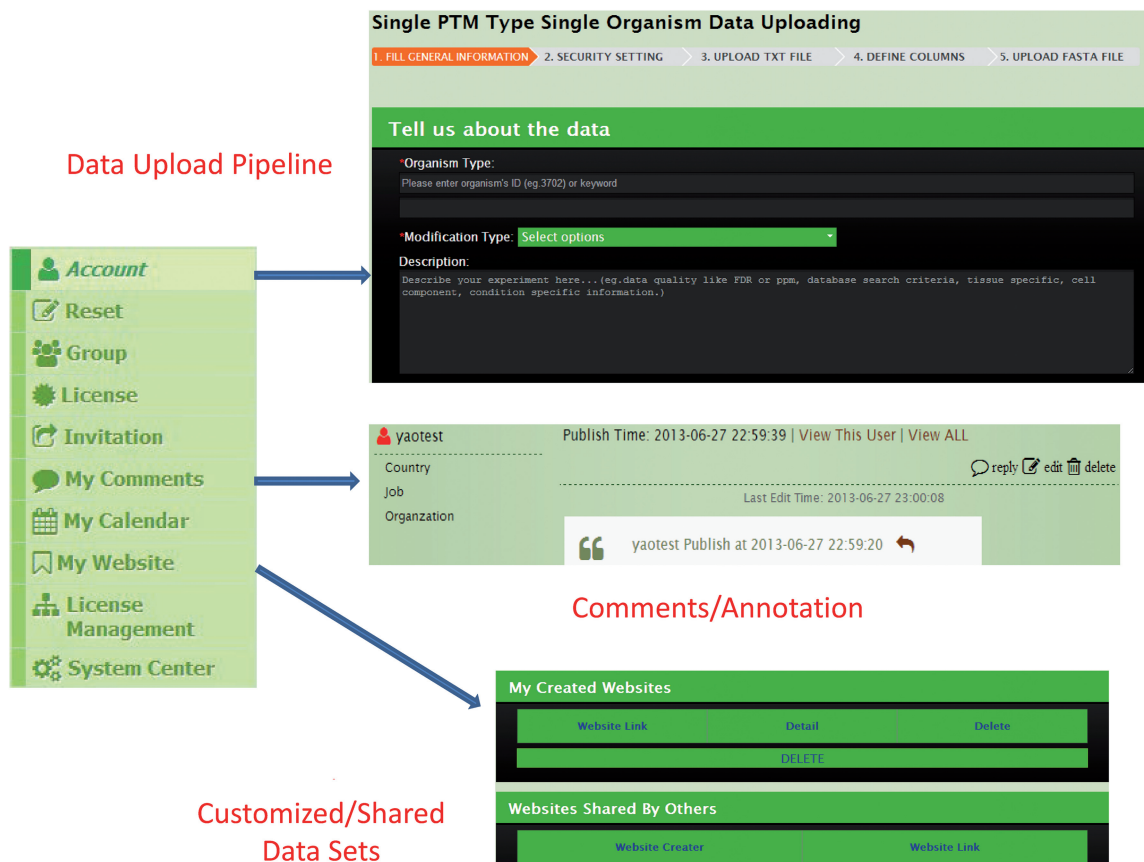 Single PTM Type Single Organism Data Uploading
1. FILL GENERAL INFORMATION 2. SECURITY SETTING 3. UPLOAD TXT FILE 4. DEFINE COLUMNS 5. UPLOAD FASTA FILE
Tell us about the data
*Organism Type:
Please enter organism's ID (eg.3702) or keyword
*Modification Type: Select options
Description:
Describe your experiment here...(eg.data quality like FDR or ppm, database search criteria, tissue specific, cell
component, condition specific information.)
Data Upload Pipeline
Account
Reset
Group
License
Invitation
My Comments
My Calendar
My Website
License
Management
System Center
yaotest
Country
Job
Organzation
Publish Time: 2013-06-27 22:59:39 | View This User | View ALL
reply edit delete
Last Edit Time: 2013-06-27 23:00:08
yaotest Publish at 2013-06-27 22:59:20
Comments/Annotation
My Created Websites
Website Link Detail Delete
DELETE
Websites Shared By Others
Website Creater Website Link
Customized/Shared
Data Sets